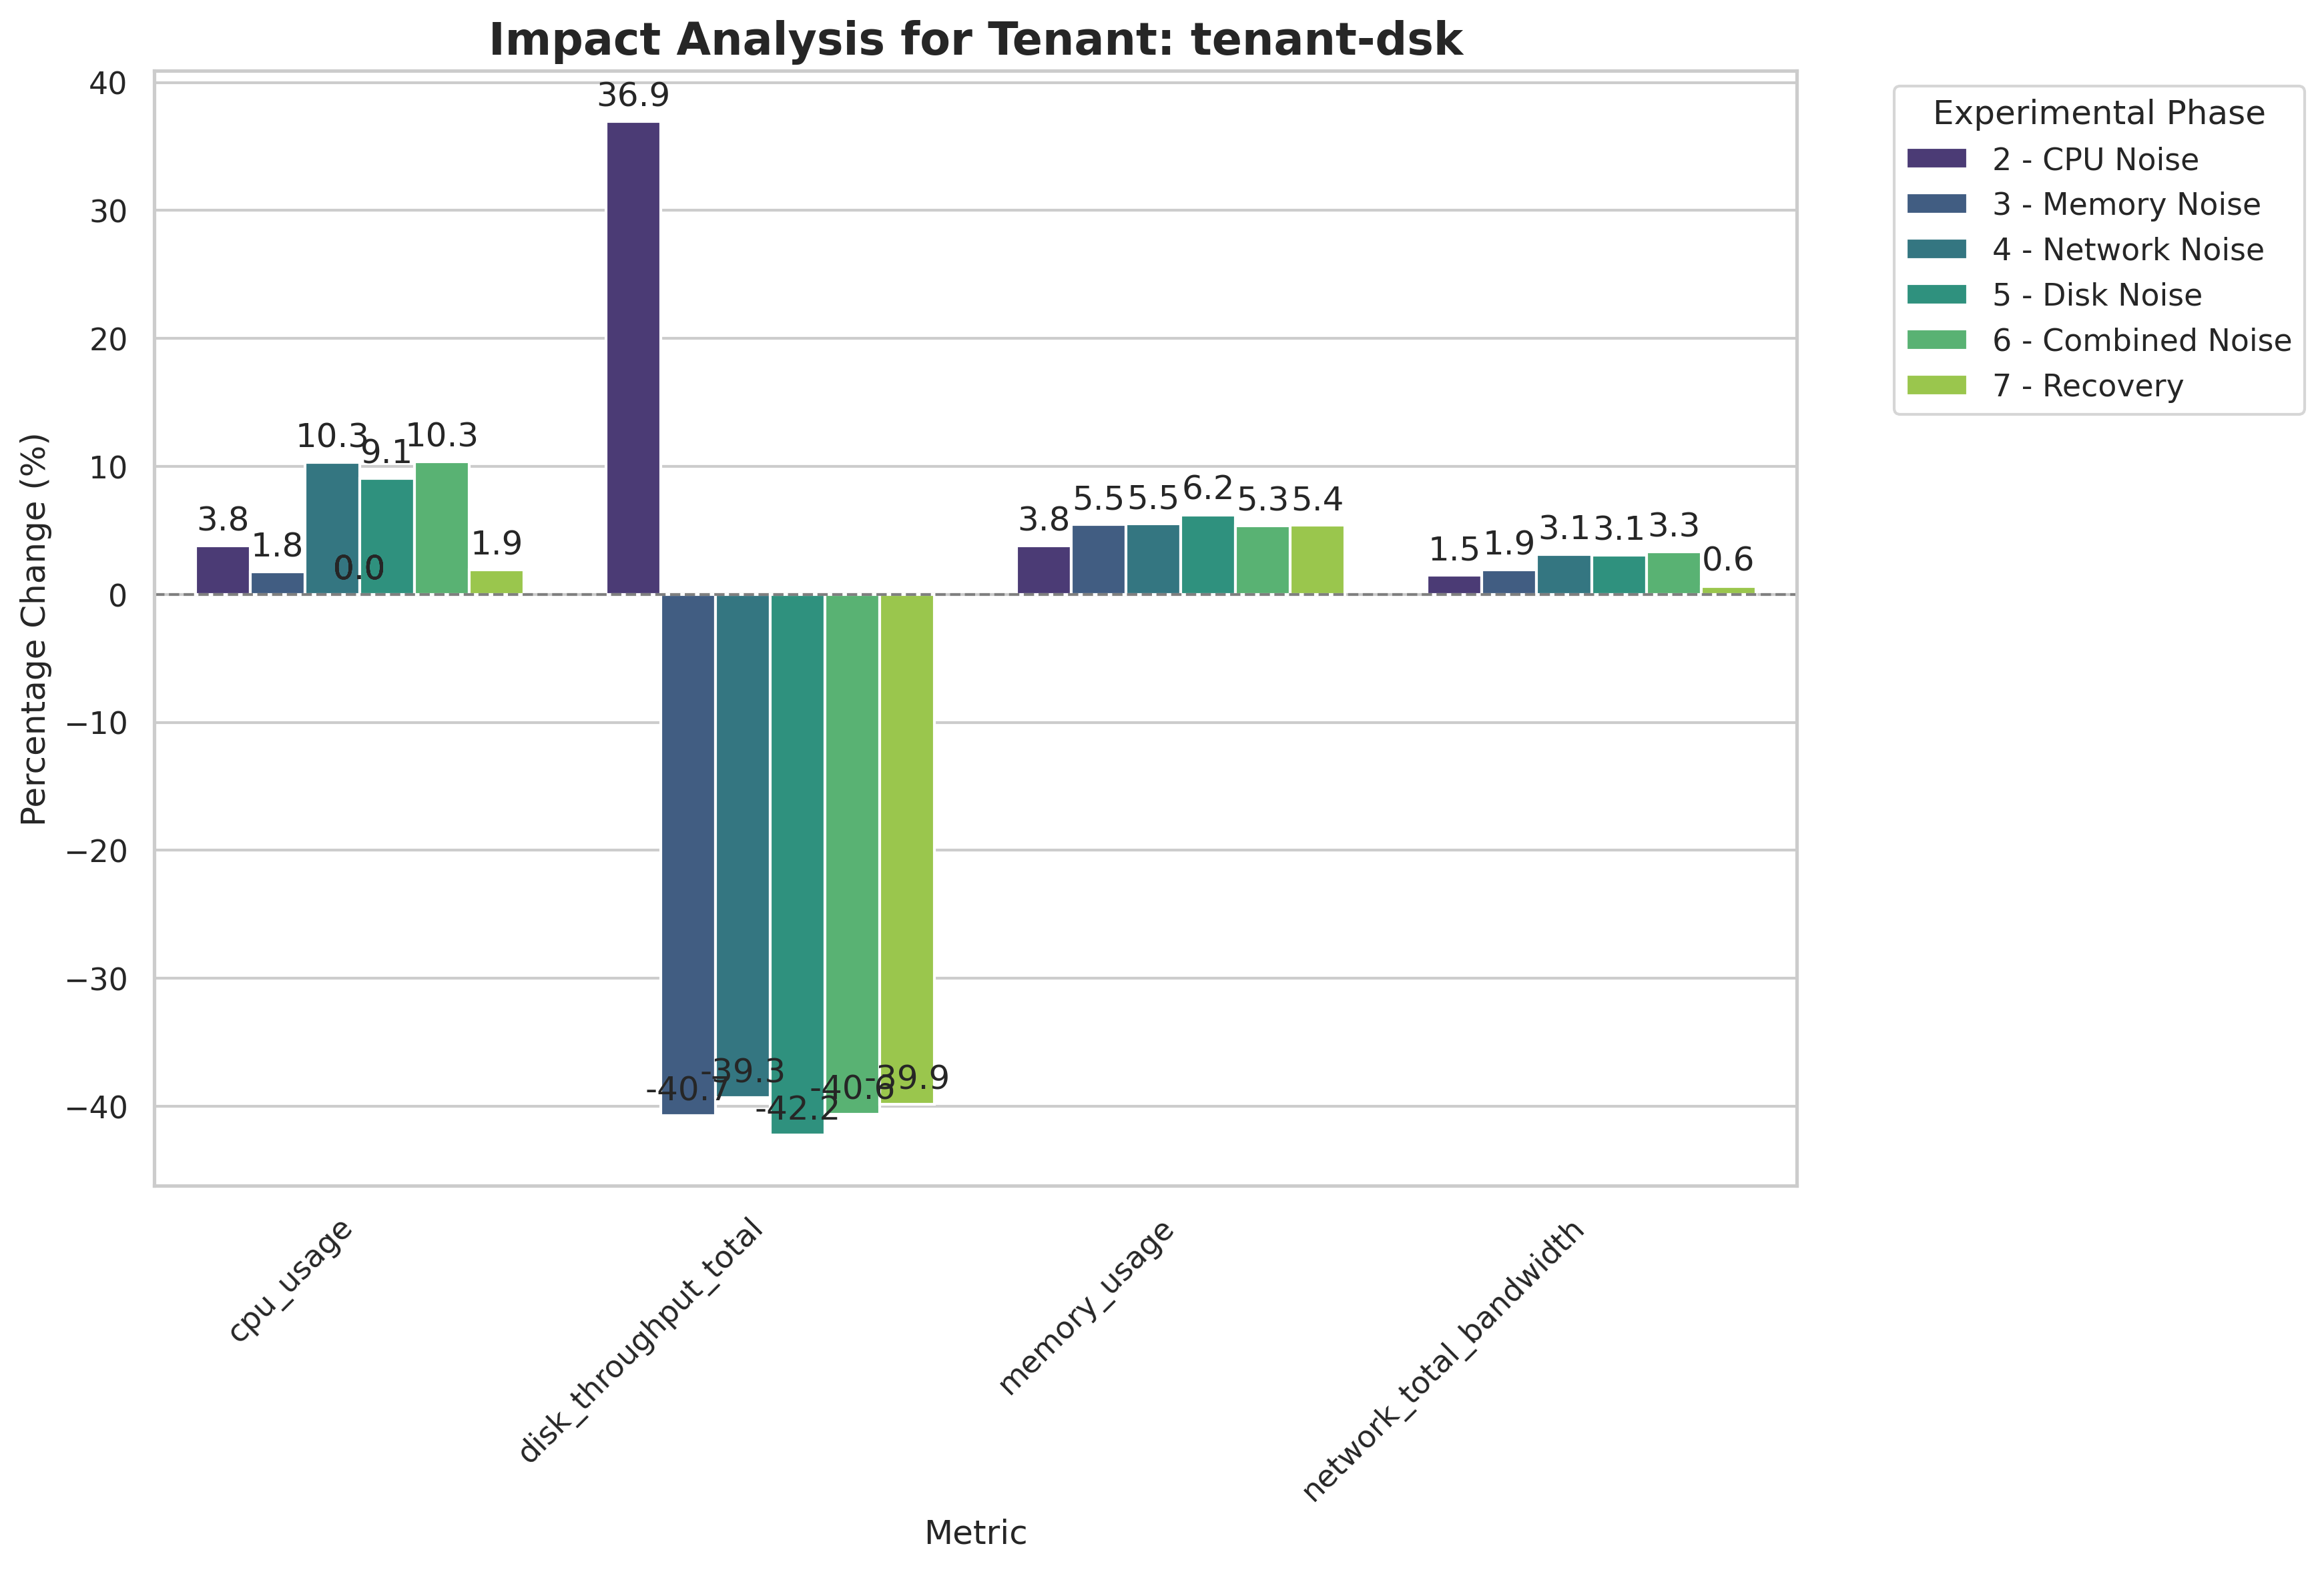 Impact Analysis for Tenant: tenant-dsk
Percentage Change (%)
40
30
20
10
0
−10
−20
−30
−40
3.8
1.8
10.3
9.1
10.3
1.9
0.0
36.9
-40.7
-39.3
-42.2
-40.6
-39.9
3.8
5.5
5.5
6.2
5.3
5.4
1.5
1.9
3.1
3.1
3.3
0.6
cpu_usage
disk_throughput_total
memory_usage
network_total_bandwidth
Metric
Experimental Phase
2 - CPU Noise
3 - Memory Noise
4 - Network Noise
5 - Disk Noise
6 - Combined Noise
7 - Recovery